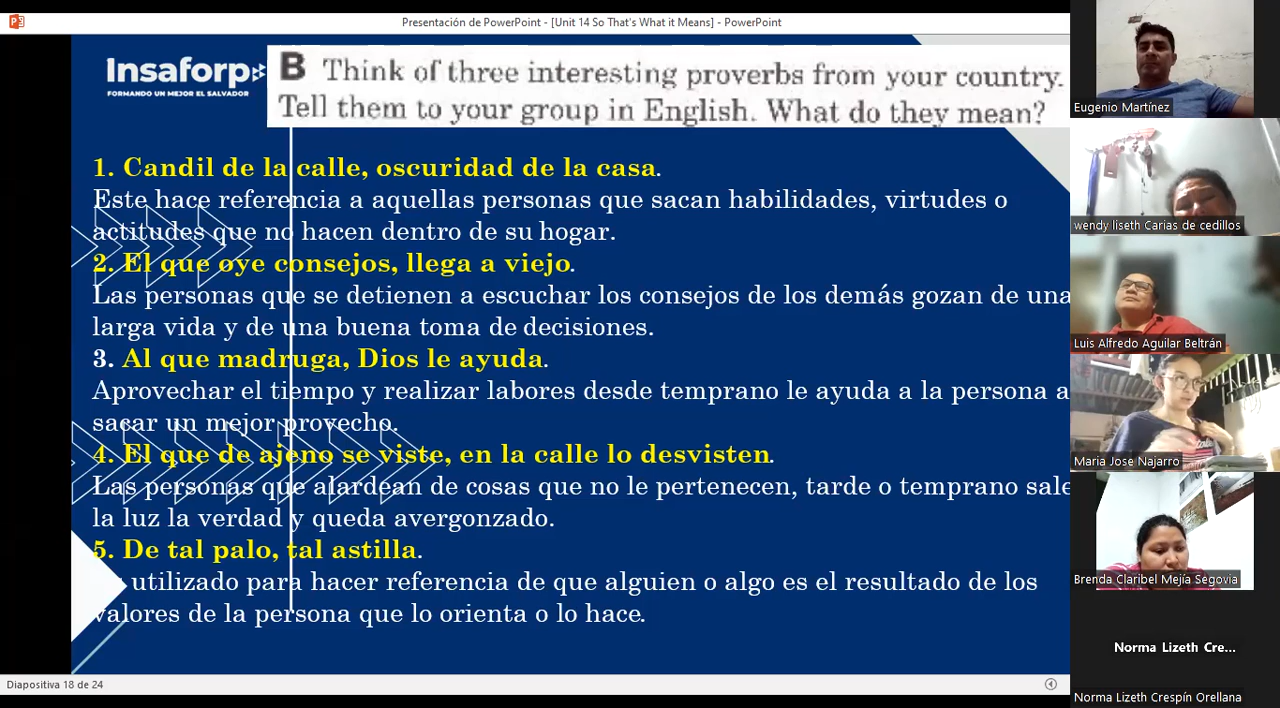 Presentación de PowerPoint - [Unit 14 So That's What it Means] - PowerPoint
Insaforp
FORMANDO UN MEJOR EL SALVADOR
B Think of three interesting proverbs from your country.
Tell them to your group in English. What do they mean?
1. Candil de la calle, oscuridad de la casa.
Este hace referencia a aquellas personas que sacan habilidades, virtudes o
actitudes que no hacen dentro de su hogar.
2. El que oye consejos, llega a viejo.
Las personas que se detienen a escuchar los consejos de los demás gozan de una
larga vida y de una buena toma de decisiones.
3. Al que madruga, Dios le ayuda.
Aprovechar el tiempo y realizar labores desde temprano le ayuda a la persona a
sacar un mejor provecho.
4. El que de ajeno se viste, en la calle lo desvisten.
Las personas que alardean de cosas que no le pertenecen, tarde o temprano sale
la luz la verdad y queda avergonzado.
5. De tal palo, tal astilla.
utilizado para hacer referencia de que alguien o algo es el resultado de los
valores de la persona que lo orienta o lo hace.
Diapositiva 18 de 24
Eugenio Martínez
wendy liseth Carias de cedillos
Luis Alfredo Aguilar Beltrán
Maria Jose Najarro
Brenda Claribel Mejía Segovia
Norma Lizeth Cre...
Norma Lizeth Crespín Orellana